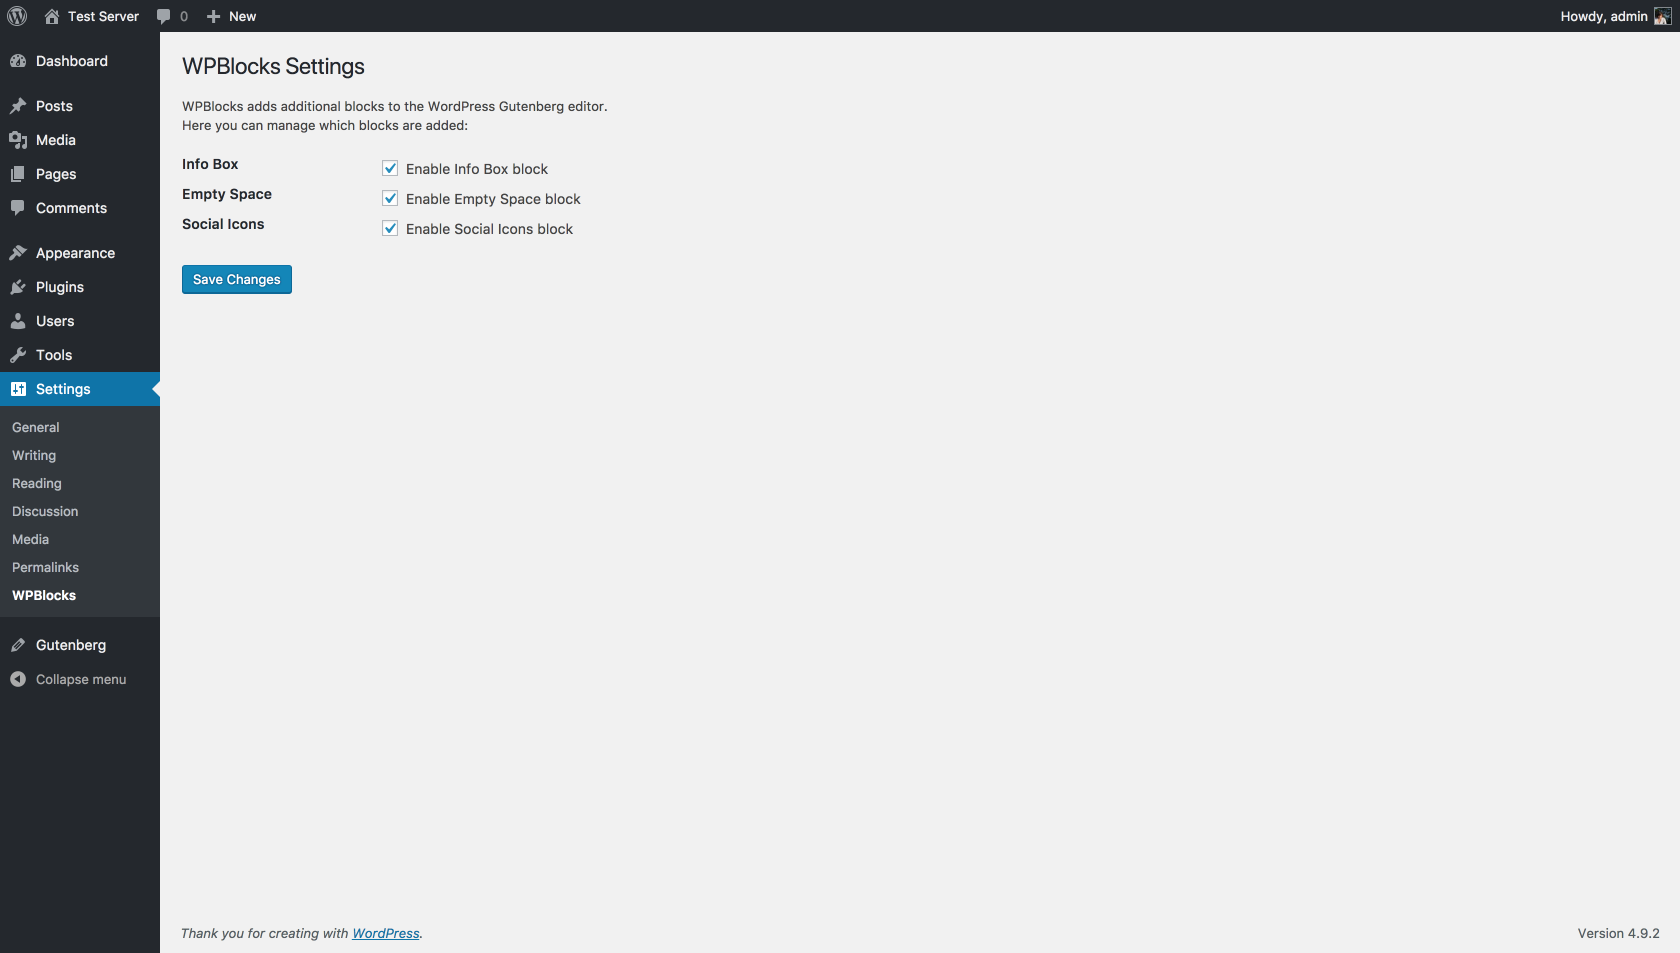 Test Server 0 New Howdy, admin
Dashboard
Posts
Media
Pages
Comments
Appearance
Plugins
Users
Tools
Settings
General
Writing
Reading
Discussion
Media
Permalinks
WPBlocks
Gutenberg
Collapse menu
WPBlocks Settings
WPBlocks adds additional blocks to the WordPress Gutenberg editor.
Here you can manage which blocks are added:
Info Box Enable Info Box block
Empty Space Enable Empty Space block
Social Icons Enable Social Icons block
Save Changes
Thank you for creating with WordPress. Version 4.9.2